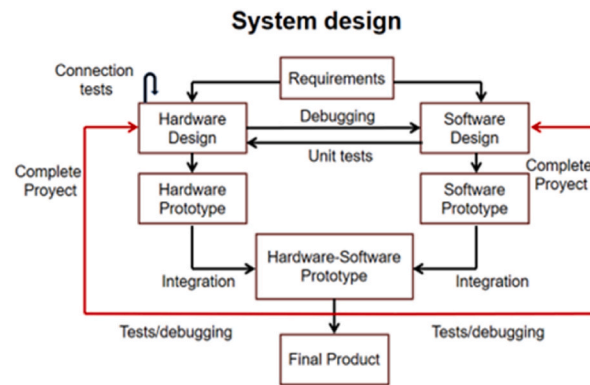 System design
Connection
tests
Requirements
Hardware
Design
Debugging
Unit tests
Software
Design
Complete
Proyect
Hardware
Prototype
Software
Prototype
Complete
Proyect
Hardware-Software
Prototype
Integration
Integration
Tests/debugging
Tests/debugging
Final Product